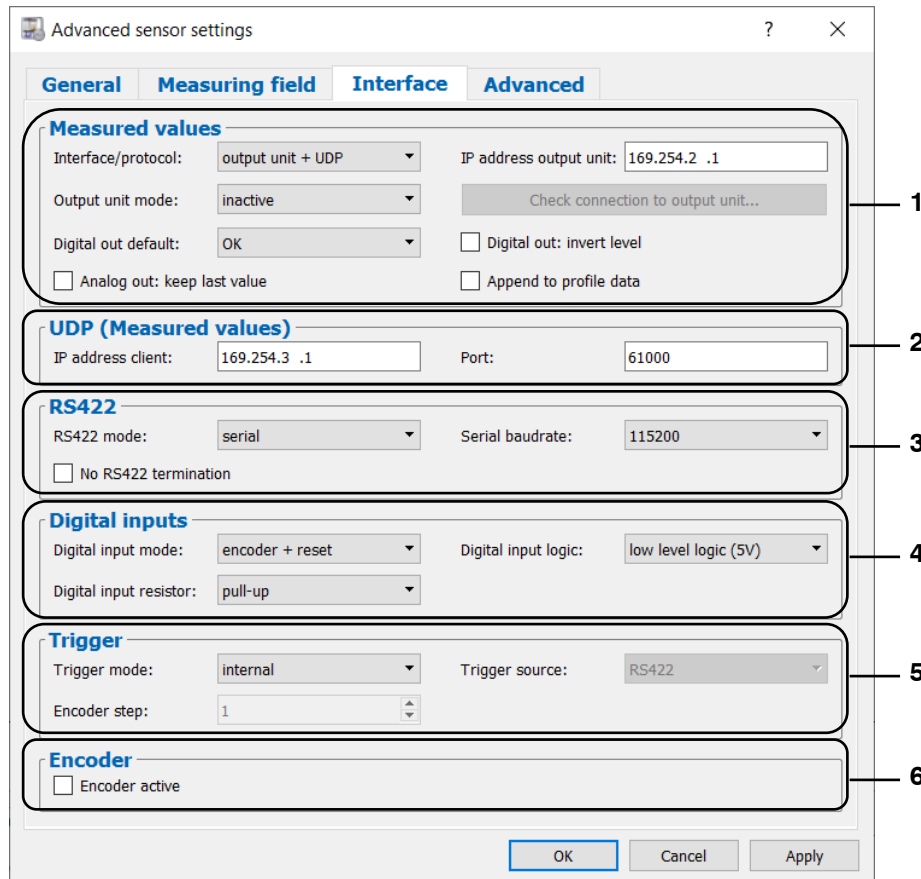 Advanced sensor settings ?
General Measuring field Interface Advanced
Measured values
Interface/protocol: output unit + UDP IP address output unit: 169.254.2 .1
Output unit mode: inactive Check connection to output unit... 1
Digital out default: OK Digital out: invert level
Analog out: keep last value Append to profile data
UDP (Measured values) 2
IP address client: 169.254.3 .1 Port: 61000
RS422
RS422 mode: serial Serial baudrate: 115200 3
No RS422 termination
Digital inputs
Digital input mode: encoder + reset Digital input logic: low level logic (5V) 4
Digital input resistor: pull-up
Trigger
Trigger mode: internal Trigger source: RS422 5
Encoder step: 1
Encoder
Encoder active 6
OK Cancel Apply